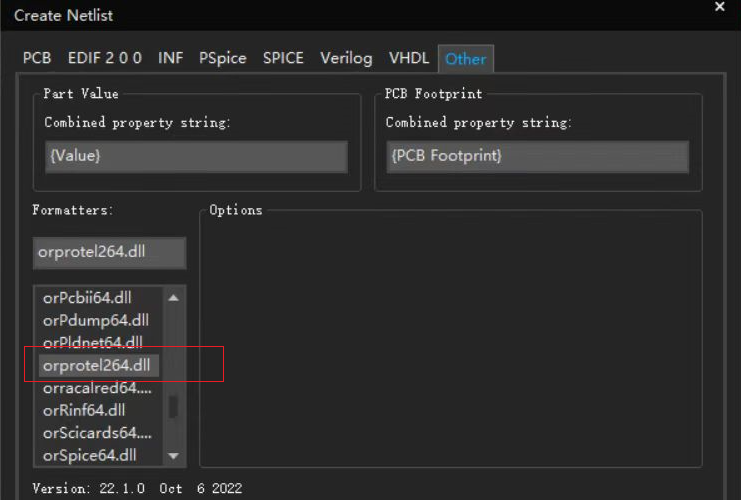 Create Netlist
PCB EDIF 2 0 0 INF PSpice SPICE Verilog VHDL Other
Part Value
Combined property string:
{Value}
PCB Footprint
Combined property string:
{PCB Footprint}
Formatters:
orprotel264.dll
orPcbii64.dll
orPdump64.dll
orPldnet64.dll
orprotel264.dll
orracalred64....
orRinf64.dll
orScicards64....
orSpice64.dll
Options
Version: 22.1.0 Oct 6 2022